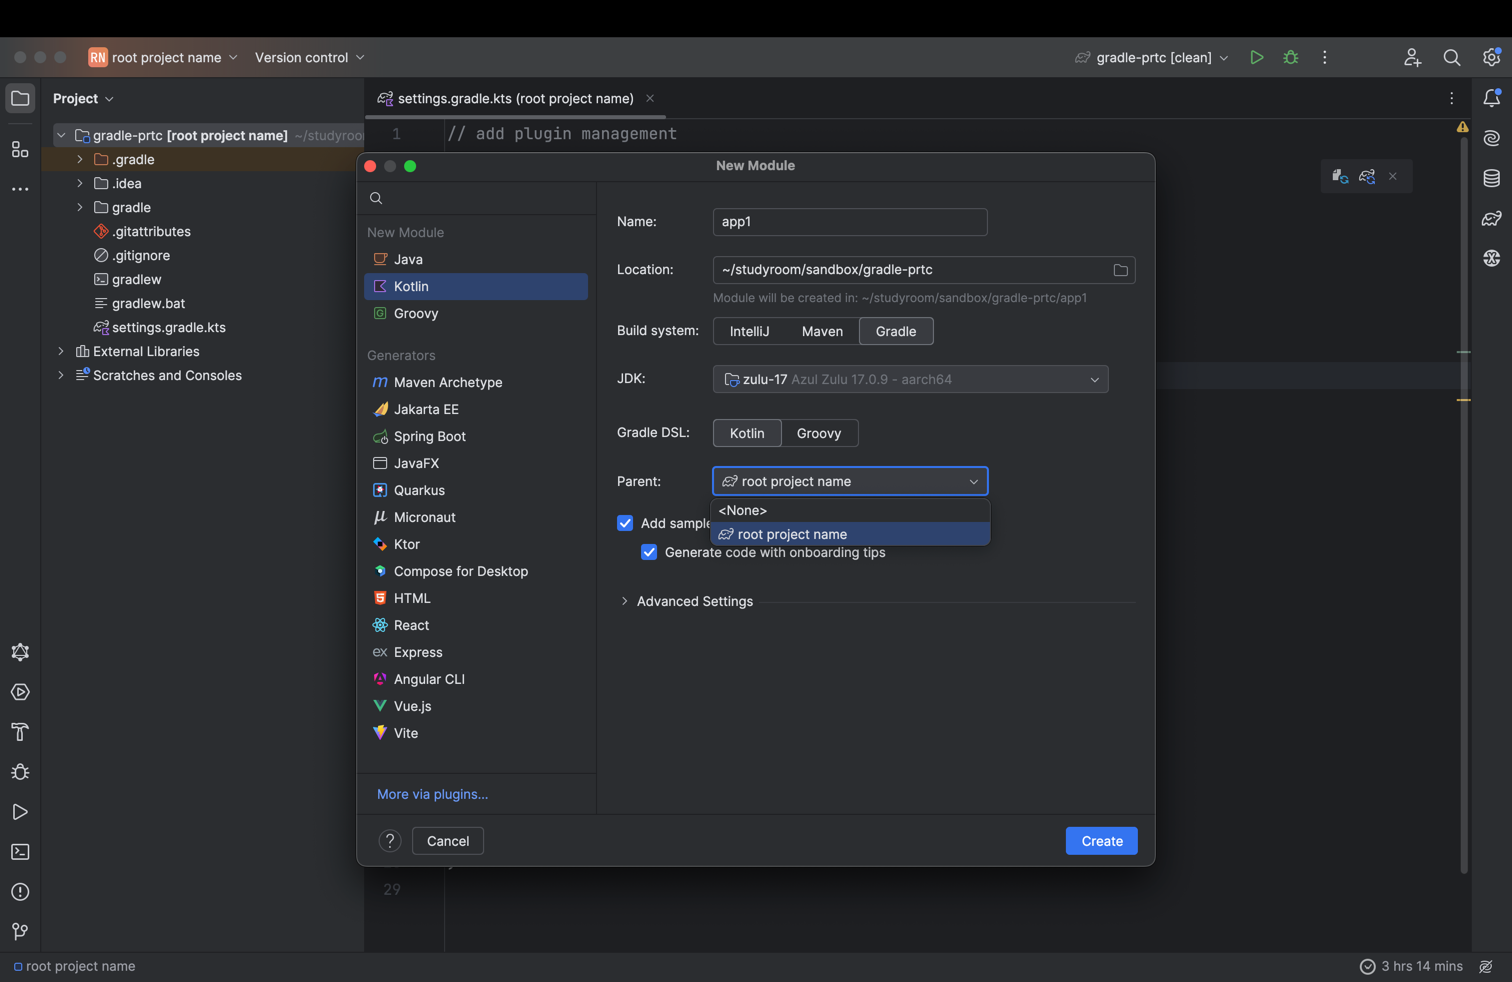 RN root project name
Version control
gradle-prtc [clean]
Project
settings.gradle.kts (root project name)
gradle-prtc [root project name] ~/studyroo
.gradle
.idea
gradle
.gitattributes
.gitignore
gradlew
gradlew.bat
settings.gradle.kts
External Libraries
Scratches and Consoles
1 // add plugin management
New Module
New Module
Java
Kotlin
Groovy
Generators
Maven Archetype
Jakarta EE
Spring Boot
JavaFX
Quarkus
Micronaut
Ktor
Compose for Desktop
HTML
React
Express
Angular CLI
Vue.js
Vite
More via plugins...
Name: app1
Location: ~/studyroom/sandbox/gradle-prtc
Module will be created in: ~/studyroom/sandbox/gradle-prtc/app1
Build system: IntelliJ Maven Gradle
JDK: zulu-17 Azul Zulu 17.0.9 - aarch64
Gradle DSL: Kotlin Groovy
Parent: root project name
<None>
Add sample
root project name
Generate code with onboarding tips
Advanced Settings
? Cancel Create
29
root project name
3 hrs 14 mins